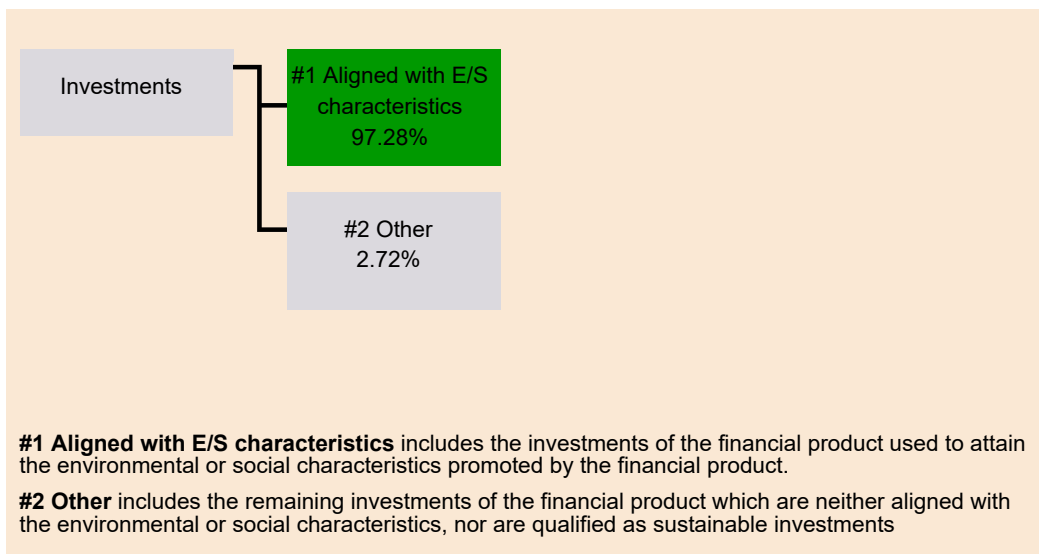 Investments
#1 Aligned with E/S
characteristics
97.28%
#2 Other
2.72%
#1 Aligned with E/S characteristics includes the investments of the financial product used to attain
the environmental or social characteristics promoted by the financial product.
#2 Other includes the remaining investments of the financial product which are neither aligned with
the environmental or social characteristics, nor are qualified as sustainable investments